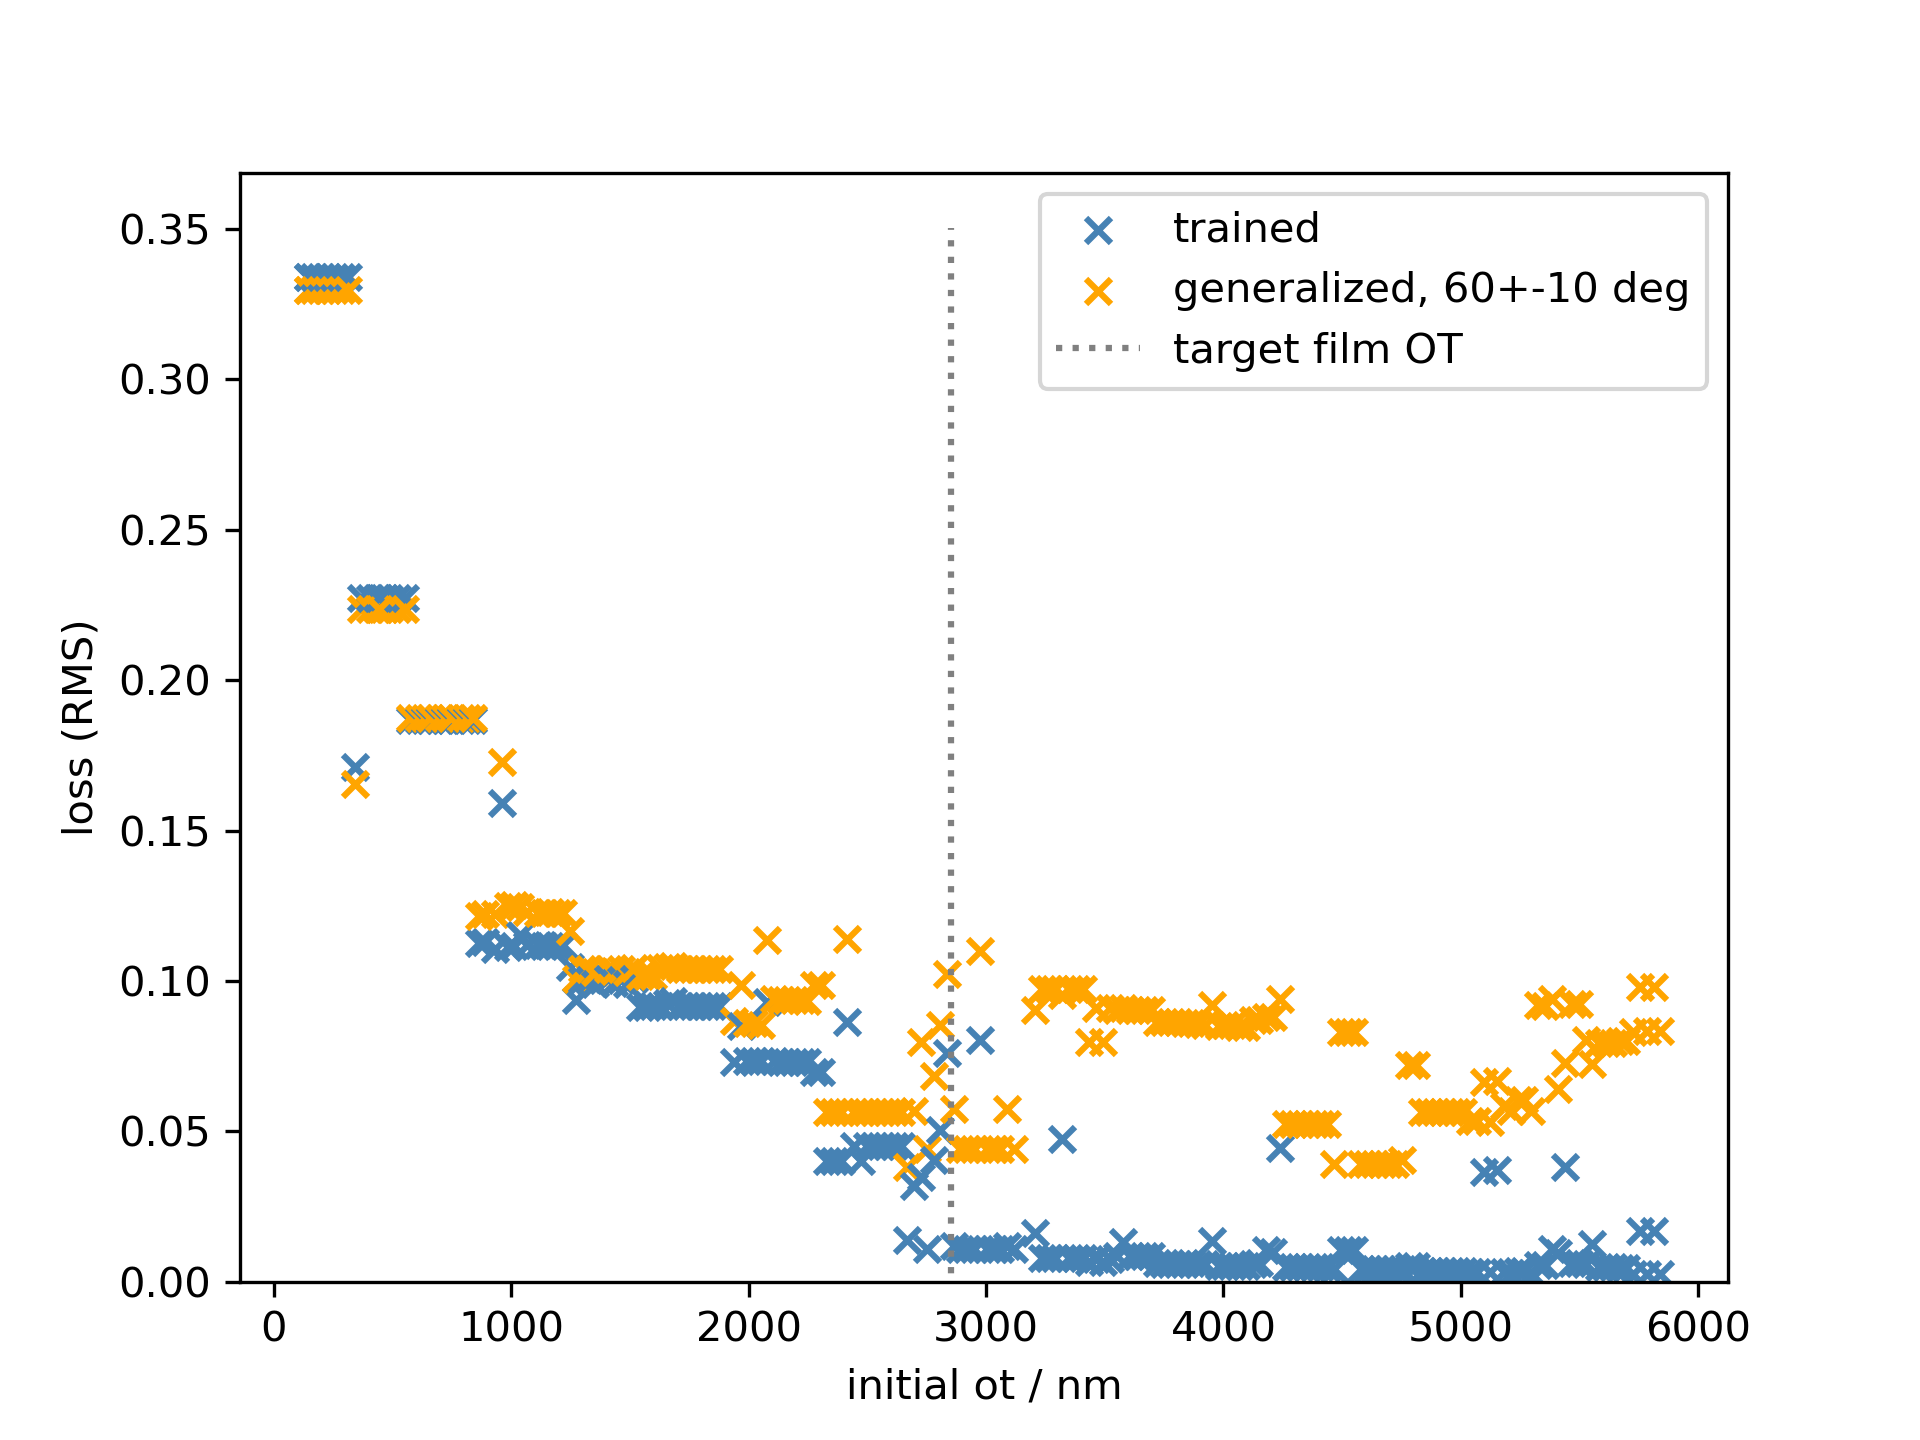 trained
generalized, 60+-10 deg
target film OT
0.35
0.30
0.25
0.20
0.15
0.10
0.05
0.00
loss (RMS)
0 1000 2000 3000 4000 5000 6000
initial ot / nm